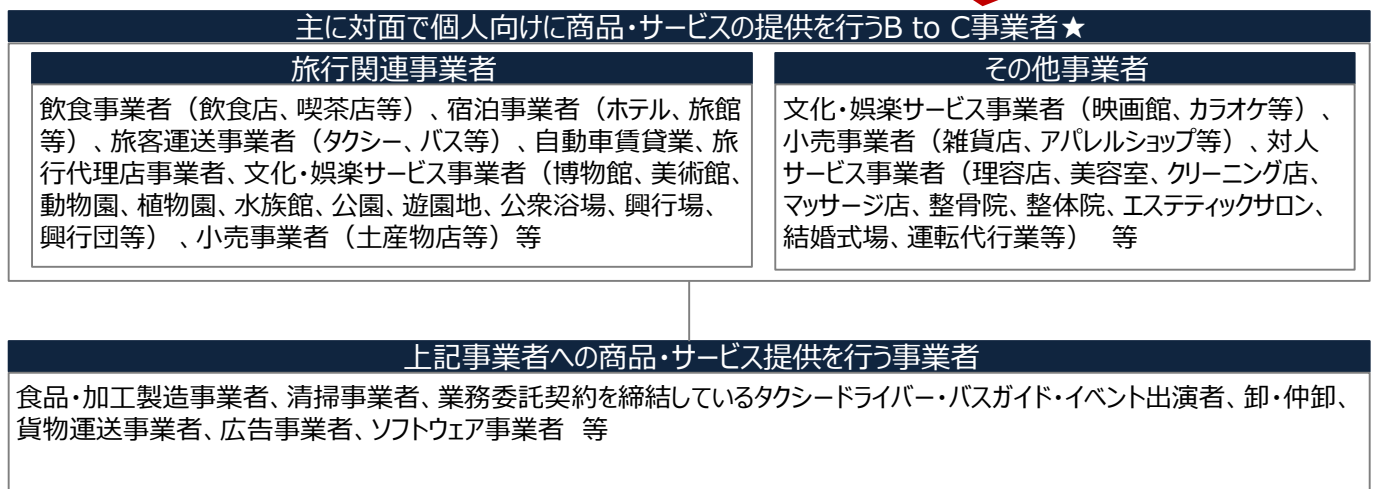 主に対面で個人向けに商品・サービスの提供を行うB to C事業者★
旅行関連事業者
飲食事業者（飲食店、喫茶店等）、宿泊事業者（ホテル、旅館
等）、旅客運送事業者（タクシー、バス等）、自動車賃貸業、旅
行代理店事業者、文化・娯楽サービス事業者（博物館、美術館、
動物園、植物園、水族館、公園、遊園地、公衆浴場、興行場、
興行団等）、小売事業者（土産物店等）等
その他事業者
文化・娯楽サービス事業者（映画館、カラオケ等）、
小売事業者（雑貨店、アパレルショップ等）、対人
サービス事業者（理容店、美容室、クリーニング店、
マッサージ店、整骨院、整体院、エステティックサロン、
結婚式場、運転代行業等）　等
上記事業者への商品・サービス提供を行う事業者
食品・加工製造事業者、清掃事業者、業務委託契約を締結しているタクシードライバー・バスガイド・イベント出演者、卸・仲卸、
貨物運送事業者、広告事業者、ソフトウェア事業者　等